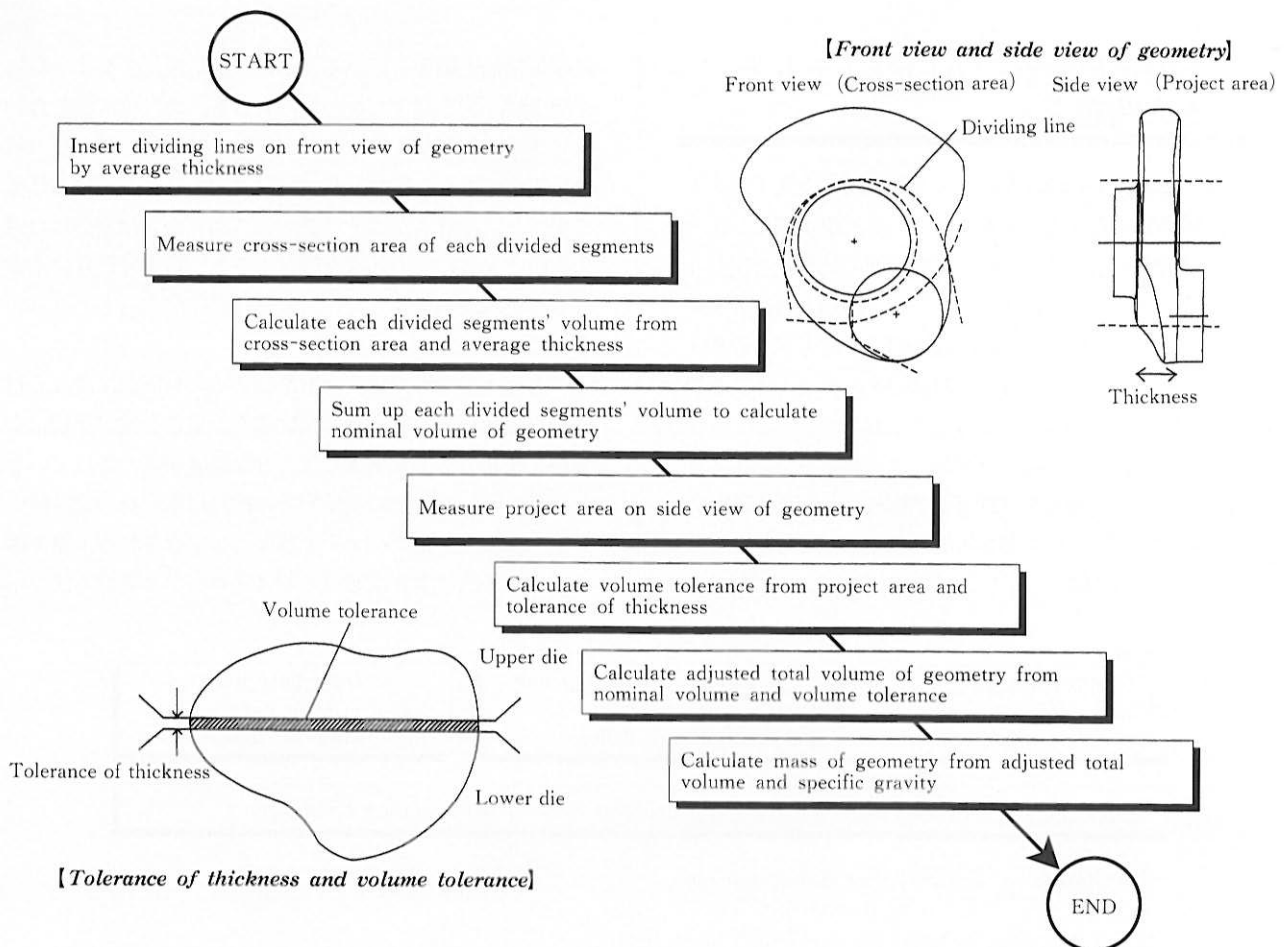 START
Insert dividing lines on front view of geometry
by average thickness
Measure cross-section area of each divided segments
Calculate each divided segments' volume from
cross-section area and average thickness
Sum up each divided segments' volume to calculate
nominal volume of geometry
Measure project area on side view of geometry
Calculate volume tolerance from project area and
tolerance of thickness
Calculate adjusted total volume of geometry from
nominal volume and volume tolerance
Calculate mass of geometry from adjusted total
volume and specific gravity
END
【Front view and side view of geometry】
Front view (Cross-section area)
Side view (Project area)
Dividing line
Thickness
Volume tolerance
Upper die
Tolerance of thickness
Lower die
【Tolerance of thickness and volume tolerance】